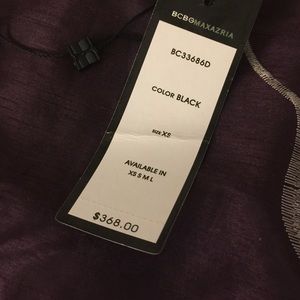 BCBGMAXAZRIA
BC33686D
COLOR BLACK
SIZE XS
AVAILABLE IN
XS S M L
$368.00